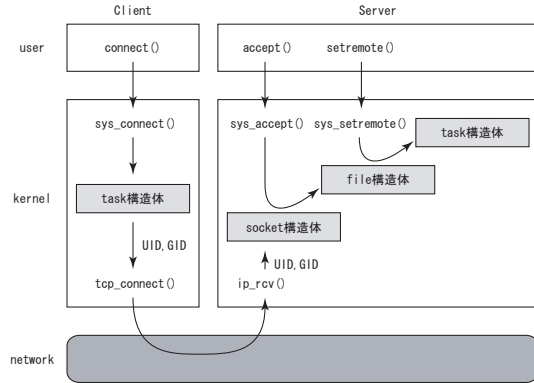 Client
Server
user
connect()
accept()
setremote()
kernel
sys_connect()
task構造体
UID,GID
tcp_connect()
sys_accept()
sys_setremote()
task構造体
file構造体
socket構造体
UID,GID
ip_rcv()
network